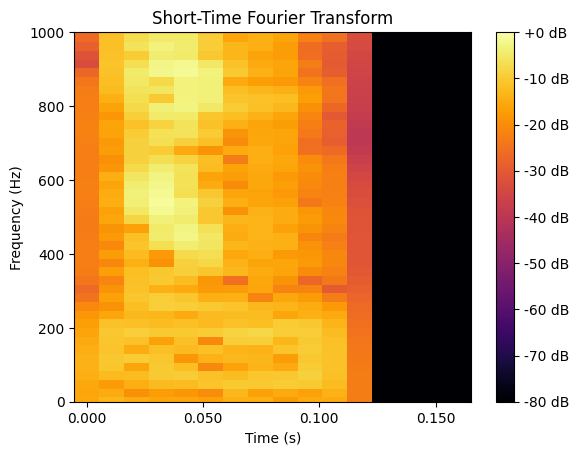 Short-Time Fourier Transform
1000
800
600
400
200
0
Frequency (Hz)
0.000
0.050
0.100
0.150
Time (s)
+0 dB
-10 dB
-20 dB
-30 dB
-40 dB
-50 dB
-60 dB
-70 dB
-80 dB